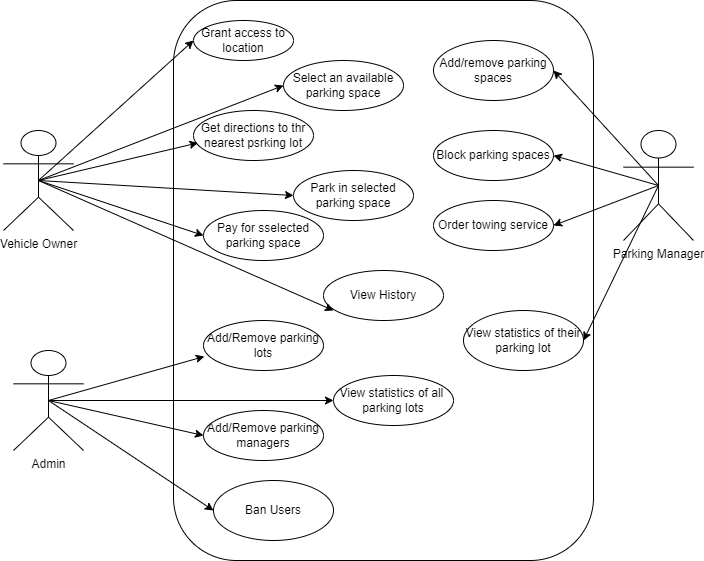 Grant access to
location
Select an available
parking space
Get directions to thr
nearest psrking lot
Park in selected
parking space
Pay for sselected
parking space
View History
Vehicle Owner
Add/remove parking
spaces
Block parking spaces
Order towing service
View statistics of their
parking lot
Parking Manager
Add/Remove parking
lots
View statistics of all
parking lots
Add/Remove parking
managers
Ban Users
Admin